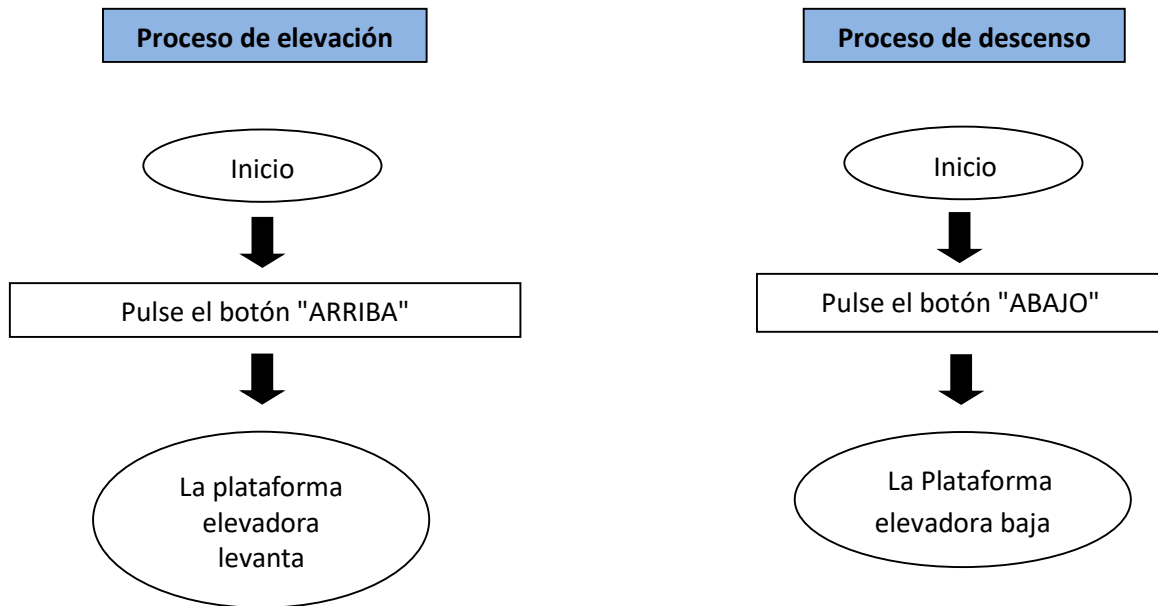 Proceso de elevación
Inicio
Pulse el botón "ARRIBA"
La plataforma
elevadora
levanta
Proceso de descenso
Inicio
Pulse el botón "ABAJO"
La Plataforma
elevadora baja